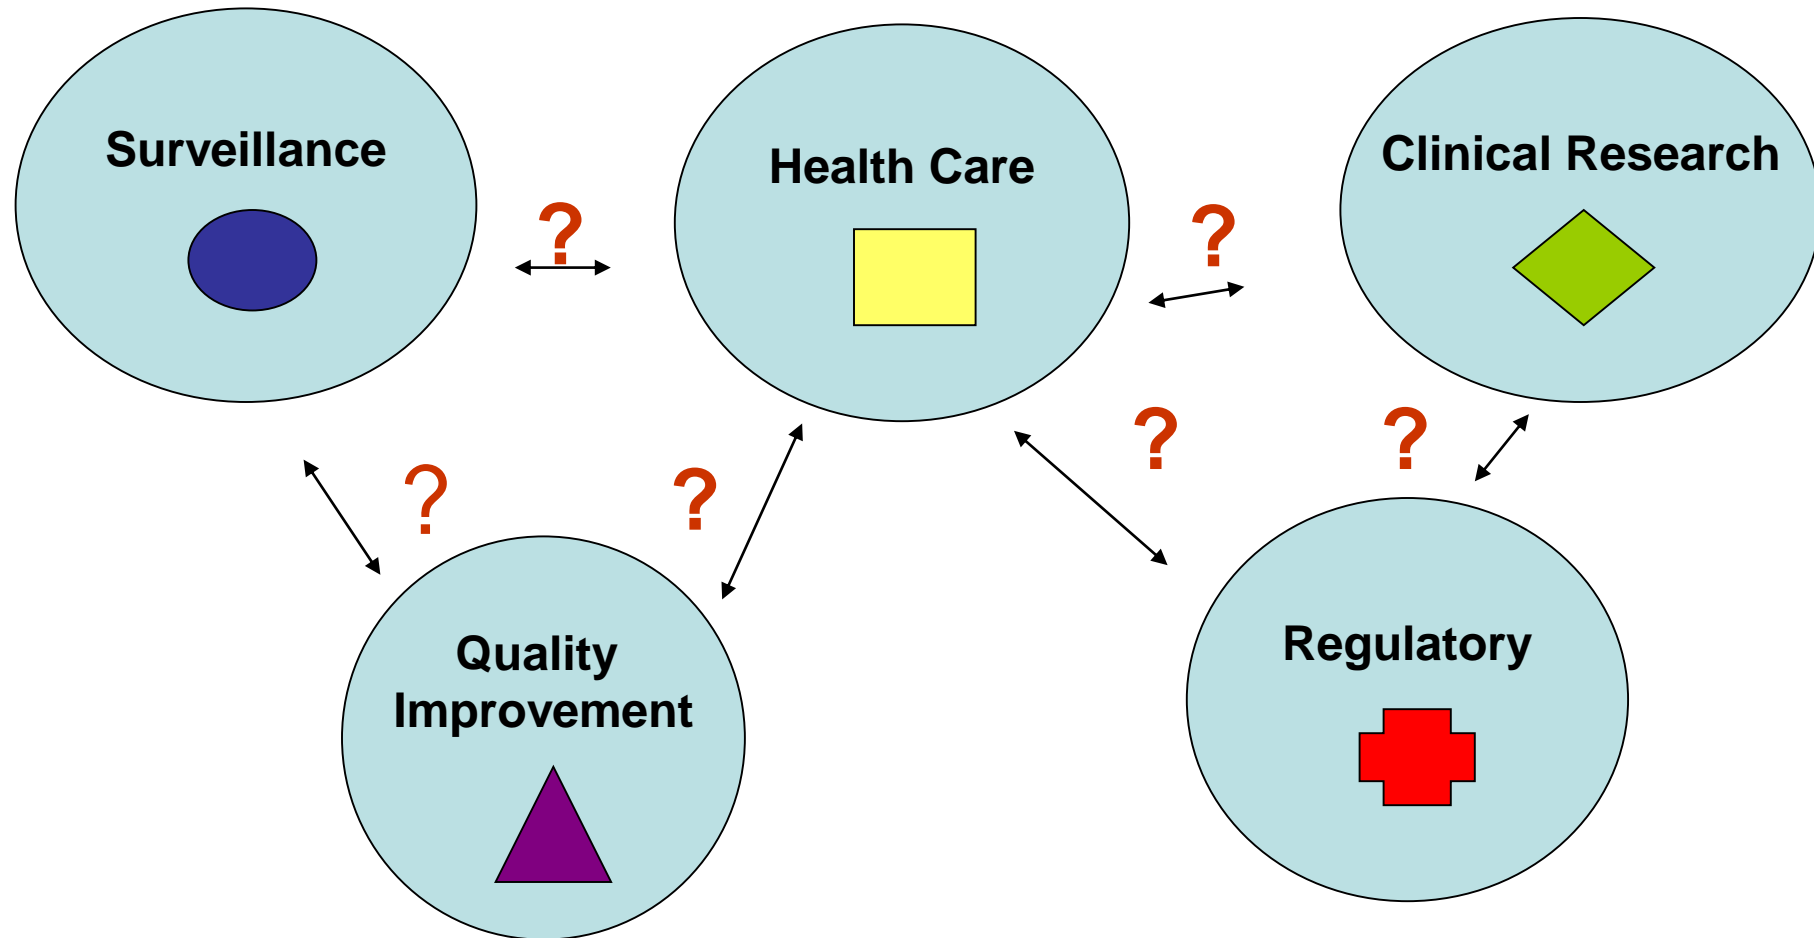 Surveillance
Health Care
Clinical Research
?
?
?
?
?
?
Quality
Improvement
Regulatory